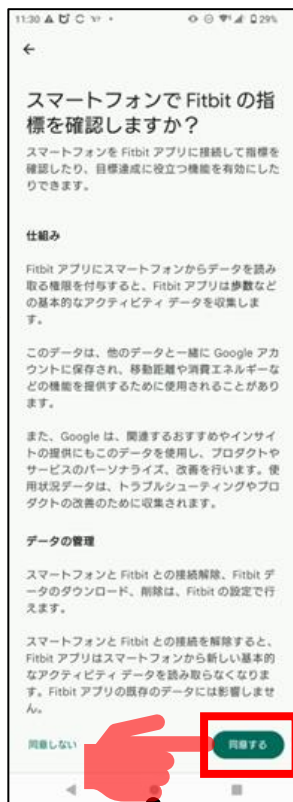 11:30
29%
スマートフォンで Fitbit の指
標を確認しますか？
スマートフォンを Fitbit アプリに接続して指標を
確認したり、目標達成に役立つ機能を有効にした
りできます。
仕組み
Fitbit アプリにスマートフォンからデータを読み
取る権限を付与すると、Fitbit アプリは歩数など
の基本的なアクティビティ データを収集しま
す。
このデータは、他のデータと一緒に Google アカ
ウントに保存され、移動距離や消費エネルギーな
どの機能を提供するために使用されることがあり
ます。
また、Google は、関連するおすすめやインサイ
トの提供にもこのデータを使用し、プロダクトや
サービスのパーソナライズ、改善を行います。使
用状況データは、トラブルシューティングやプロ
ダクトの改善のために収集されます。
データの管理
スマートフォンと Fitbit との接続解除、Fitbit デ
ータのダウンロード、削除は、Fitbit の設定で行
えます。
スマートフォンと Fitbit との接続を解除すると、
Fitbit アプリはスマートフォンから新しい基本的
なアクティビティ データを読み取らなくなりま
す。Fitbit アプリの既存のデータには影響しませ
ん。
同意しない
同意する